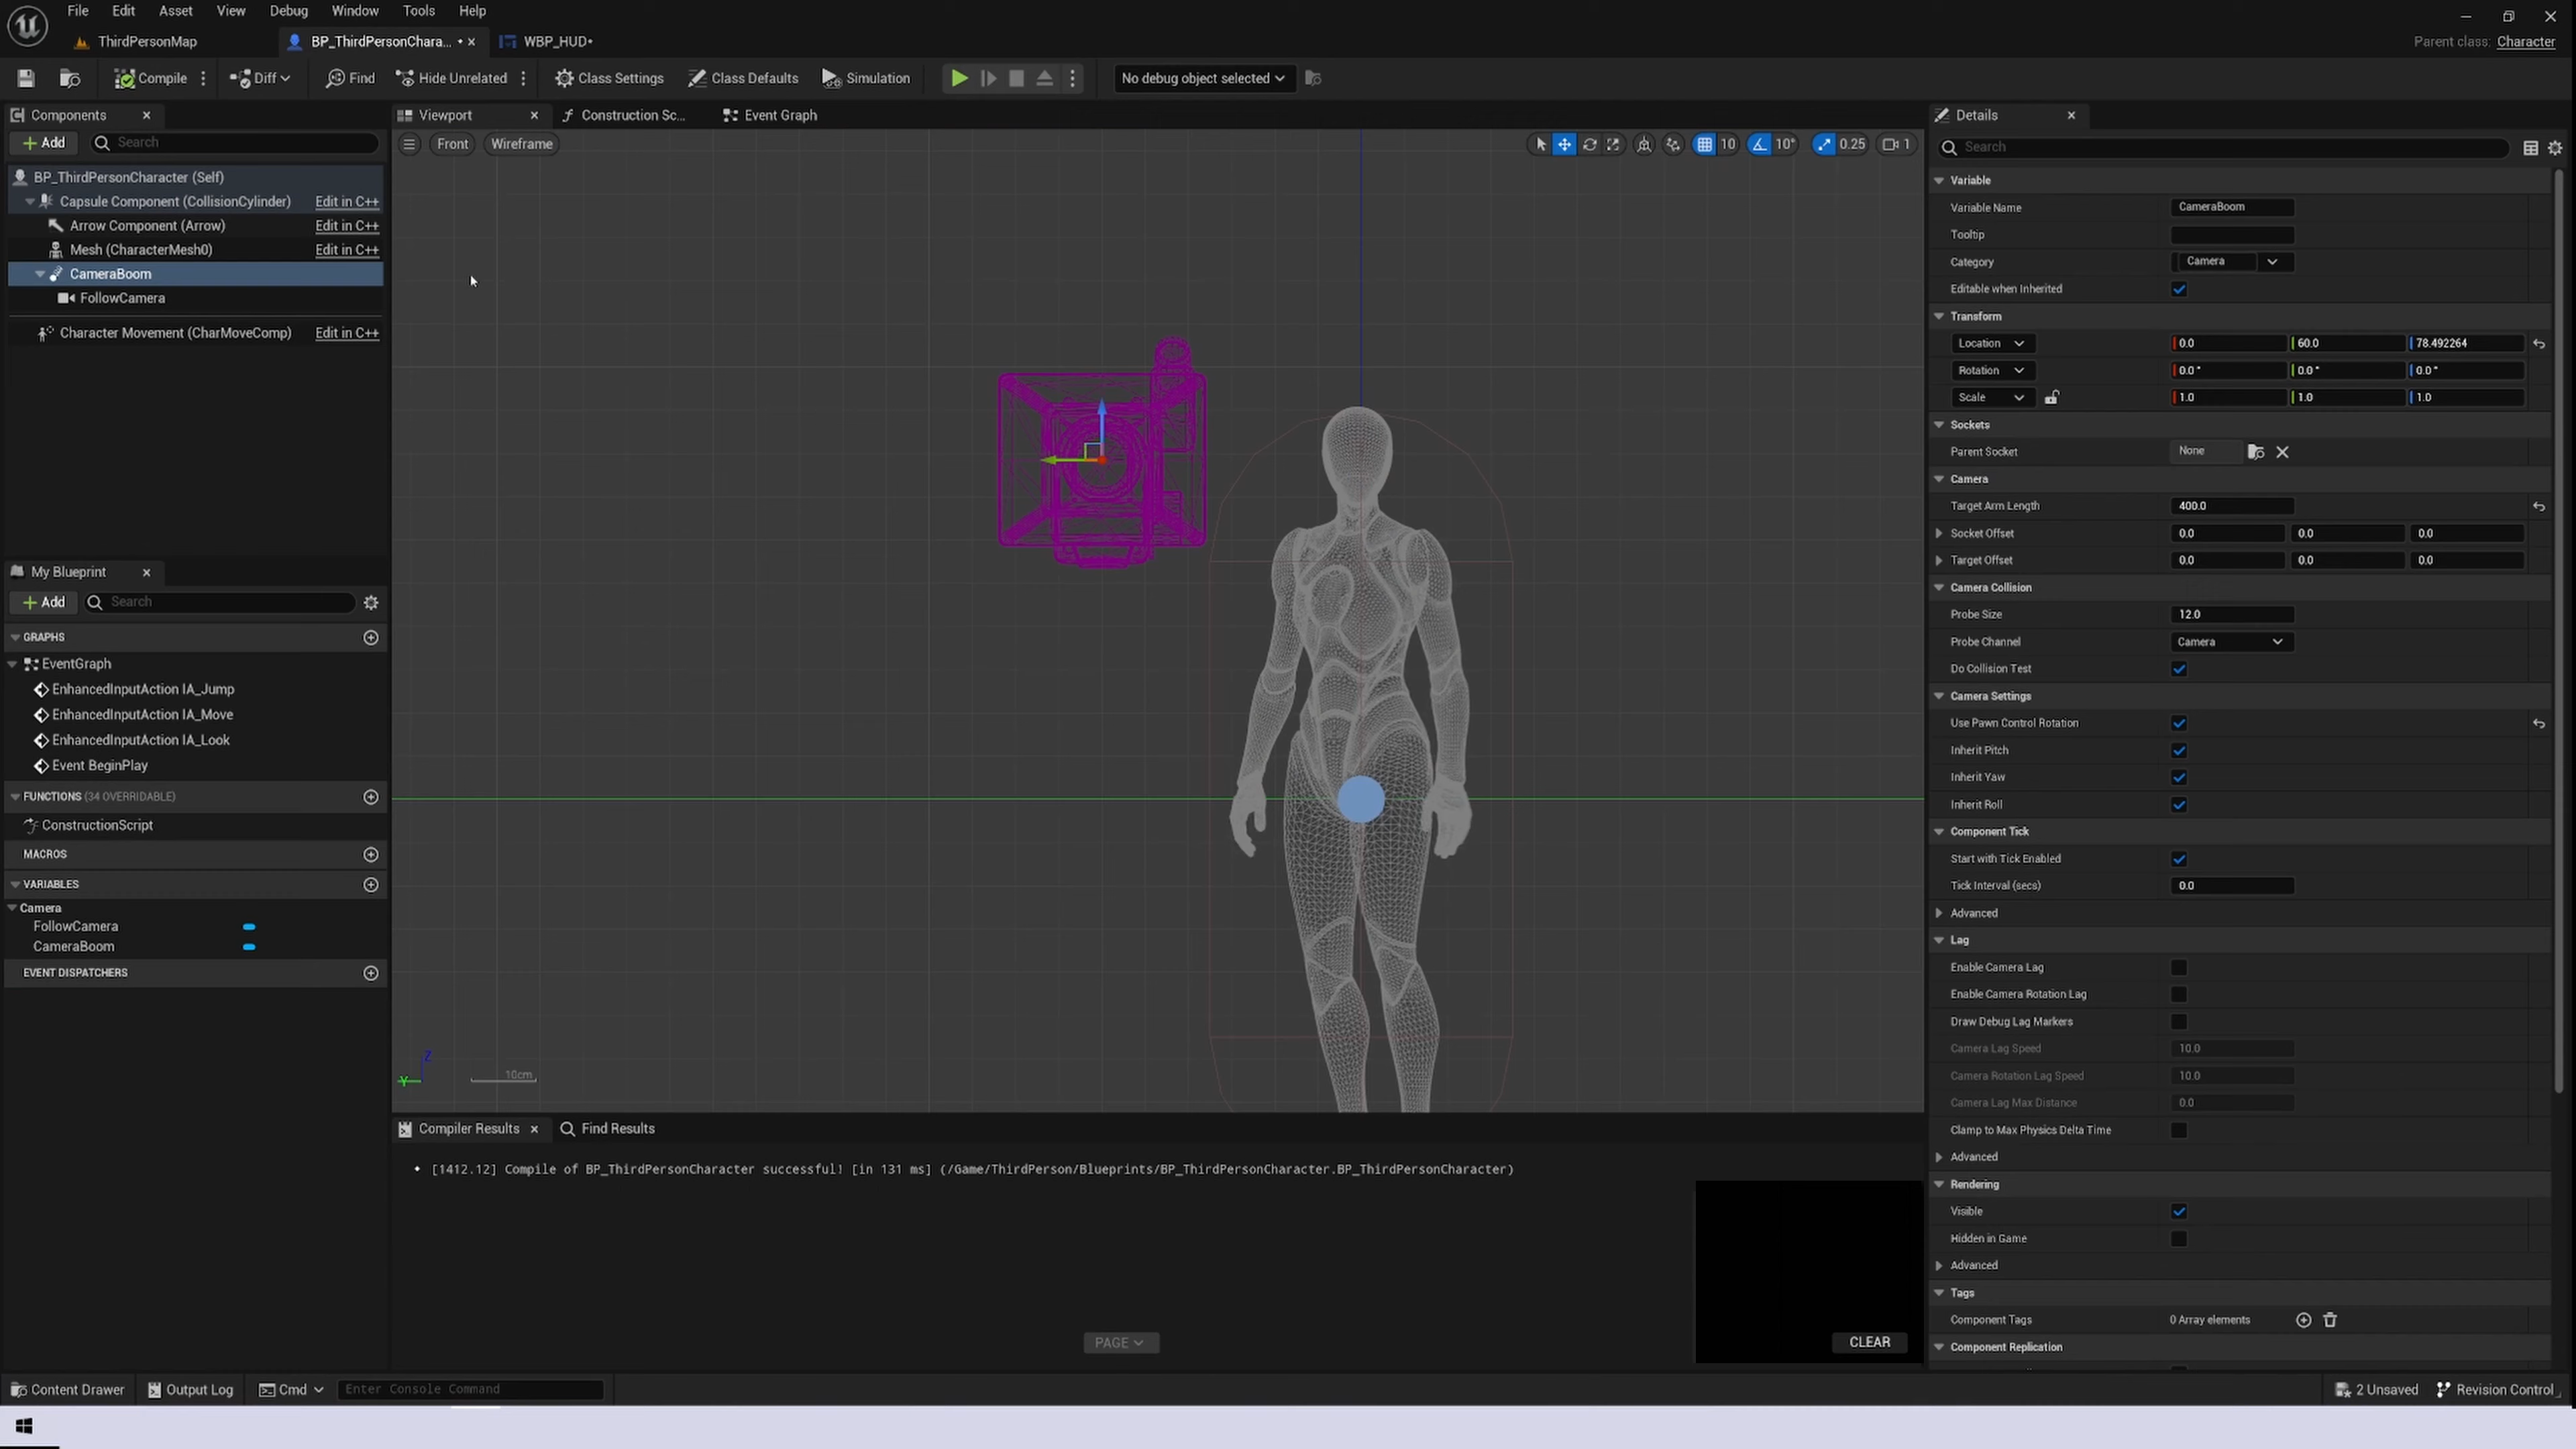 File Edit Asset View Debug Window Tools Help
ThirdPersonMap
BP_ThirdPersonChara... •
WBP_HUD•
Parent class: Character
Compile
Diff
Find
Hide Unrelated
Class Settings
Class Defaults
Simulation
No debug object selected
Components
Add
Search
BP_ThirdPersonCharacter (Self)
Capsule Component (CollisionCylinder) Edit in C++
Arrow Component (Arrow) Edit in C++
Mesh (CharacterMesh0) Edit in C++
CameraBoom
FollowCamera
Character Movement (CharMoveComp) Edit in C++
My Blueprint
Add
Search
GRAPHS
EventGraph
EnhancedInputAction IA_Jump
EnhancedInputAction IA_Move
EnhancedInputAction IA_Look
Event BeginPlay
FUNCTIONS (34 OVERRIDABLE)
ConstructionScript
MACROS
VARIABLES
Camera
FollowCamera
CameraBoom
EVENT DISPATCHERS
Viewport
Construction Sc...
Event Graph
Front
Wireframe
10
10°
0.25
1
Z
Y
10cm
Compiler Results
Find Results
• [1412.12] Compile of BP_ThirdPersonCharacter successful! [in 131 ms] (/Game/ThirdPerson/Blueprints/BP_ThirdPersonCharacter.BP_ThirdPersonCharacter)
PAGE
CLEAR
Details
Search
Variable
Variable Name CameraBoom
Tooltip
Category Camera
Editable when Inherited
Transform
Location 0.0 60.0 78.492264
Rotation 0.0° 0.0° 0.0°
Scale 1.0 1.0 1.0
Sockets
Parent Socket None
Camera
Target Arm Length 400.0
Socket Offset 0.0 0.0 0.0
Target Offset 0.0 0.0 0.0
Camera Collision
Probe Size 12.0
Probe Channel Camera
Do Collision Test
Camera Settings
Use Pawn Control Rotation
Inherit Pitch
Inherit Yaw
Inherit Roll
Component Tick
Start with Tick Enabled
Tick Interval (secs) 0.0
Advanced
Lag
Enable Camera Lag
Enable Camera Rotation Lag
Draw Debug Lag Markers
Camera Lag Speed 10.0
Camera Rotation Lag Speed 10.0
Camera Lag Max Distance 0.0
Clamp to Max Physics Delta Time
Advanced
Rendering
Visible
Hidden in Game
Advanced
Tags
Component Tags 0 Array elements
Component Replication
Content Drawer
Output Log
Cmd
Enter Console Command
2 Unsaved
Revision Control